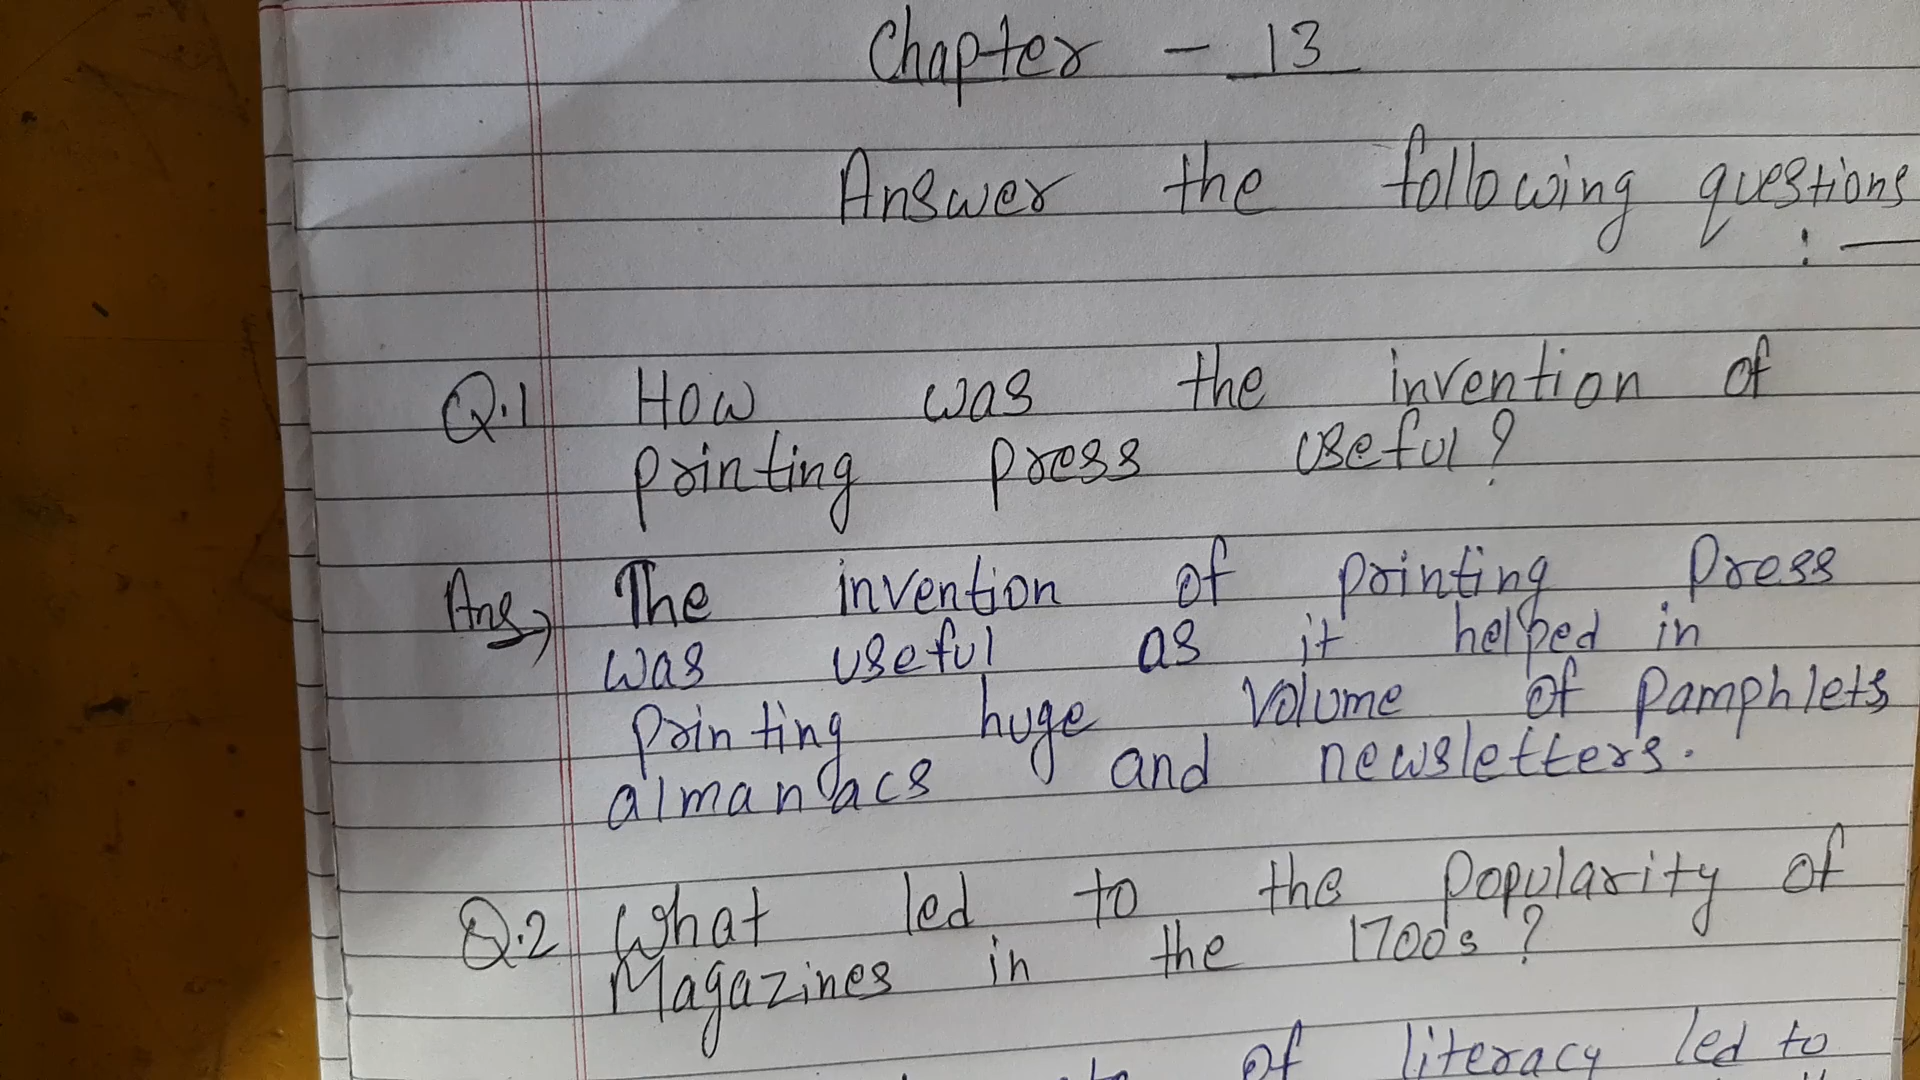 Chapter - 13
Answer the following questions
: —
Q.1 How was the invention of
printing press useful?
Ans, The invention of printing Press
was useful as it helped in
printing huge volume of Pamphlets
almanacs and newsletters.
Q.2 What led to the popularity of
Magazines in the 1700s?
of literacy led to